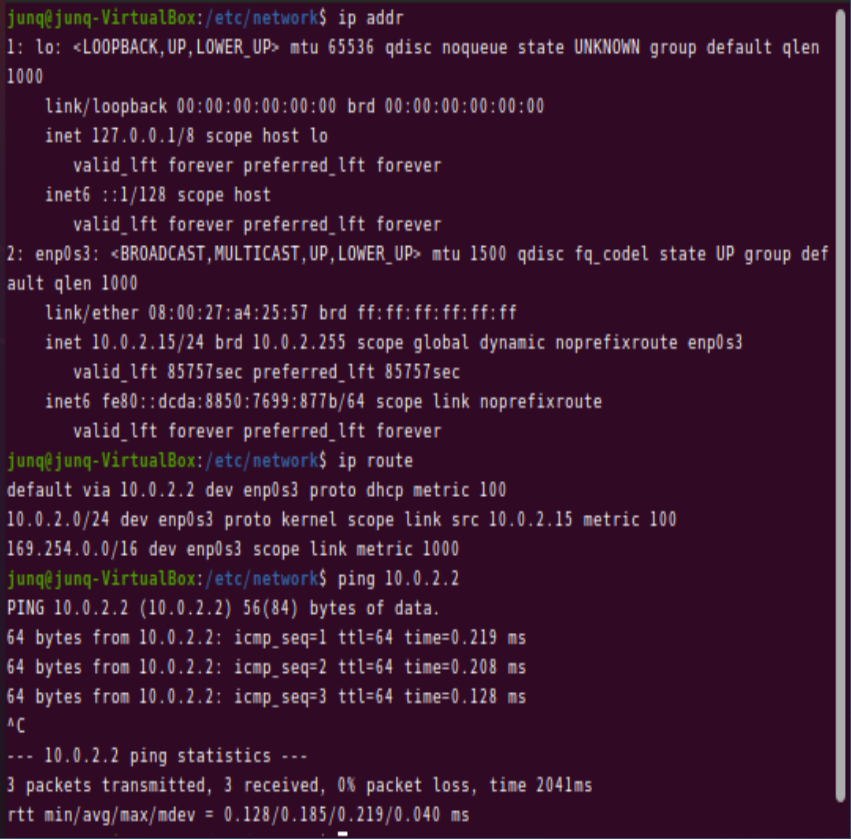 junq@junq-VirtualBox:/etc/network$ ip addr
1: lo: <LOOPBACK,UP,LOWER_UP> mtu 65536 qdisc noqueue state UNKNOWN group default qlen
1000
    link/loopback 00:00:00:00:00:00 brd 00:00:00:00:00:00
    inet 127.0.0.1/8 scope host lo
       valid_lft forever preferred_lft forever
    inet6 ::1/128 scope host
       valid_lft forever preferred_lft forever
2: enp0s3: <BROADCAST,MULTICAST,UP,LOWER_UP> mtu 1500 qdisc fq_codel state UP group def
ault qlen 1000
    link/ether 08:00:27:a4:25:57 brd ff:ff:ff:ff:ff:ff
    inet 10.0.2.15/24 brd 10.0.2.255 scope global dynamic noprefixroute enp0s3
       valid_lft 85757sec preferred_lft 85757sec
    inet6 fe80::dcda:8850:7699:877b/64 scope link noprefixroute
       valid_lft forever preferred_lft forever
junq@junq-VirtualBox:/etc/network$ ip route
default via 10.0.2.2 dev enp0s3 proto dhcp metric 100
10.0.2.0/24 dev enp0s3 proto kernel scope link src 10.0.2.15 metric 100
169.254.0.0/16 dev enp0s3 scope link metric 1000
junq@junq-VirtualBox:/etc/network$ ping 10.0.2.2
PING 10.0.2.2 (10.0.2.2) 56(84) bytes of data.
64 bytes from 10.0.2.2: icmp_seq=1 ttl=64 time=0.219 ms
64 bytes from 10.0.2.2: icmp_seq=2 ttl=64 time=0.208 ms
64 bytes from 10.0.2.2: icmp_seq=3 ttl=64 time=0.128 ms
^C
--- 10.0.2.2 ping statistics ---
3 packets transmitted, 3 received, 0% packet loss, time 2041ms
rtt min/avg/max/mdev = 0.128/0.185/0.219/0.040 ms